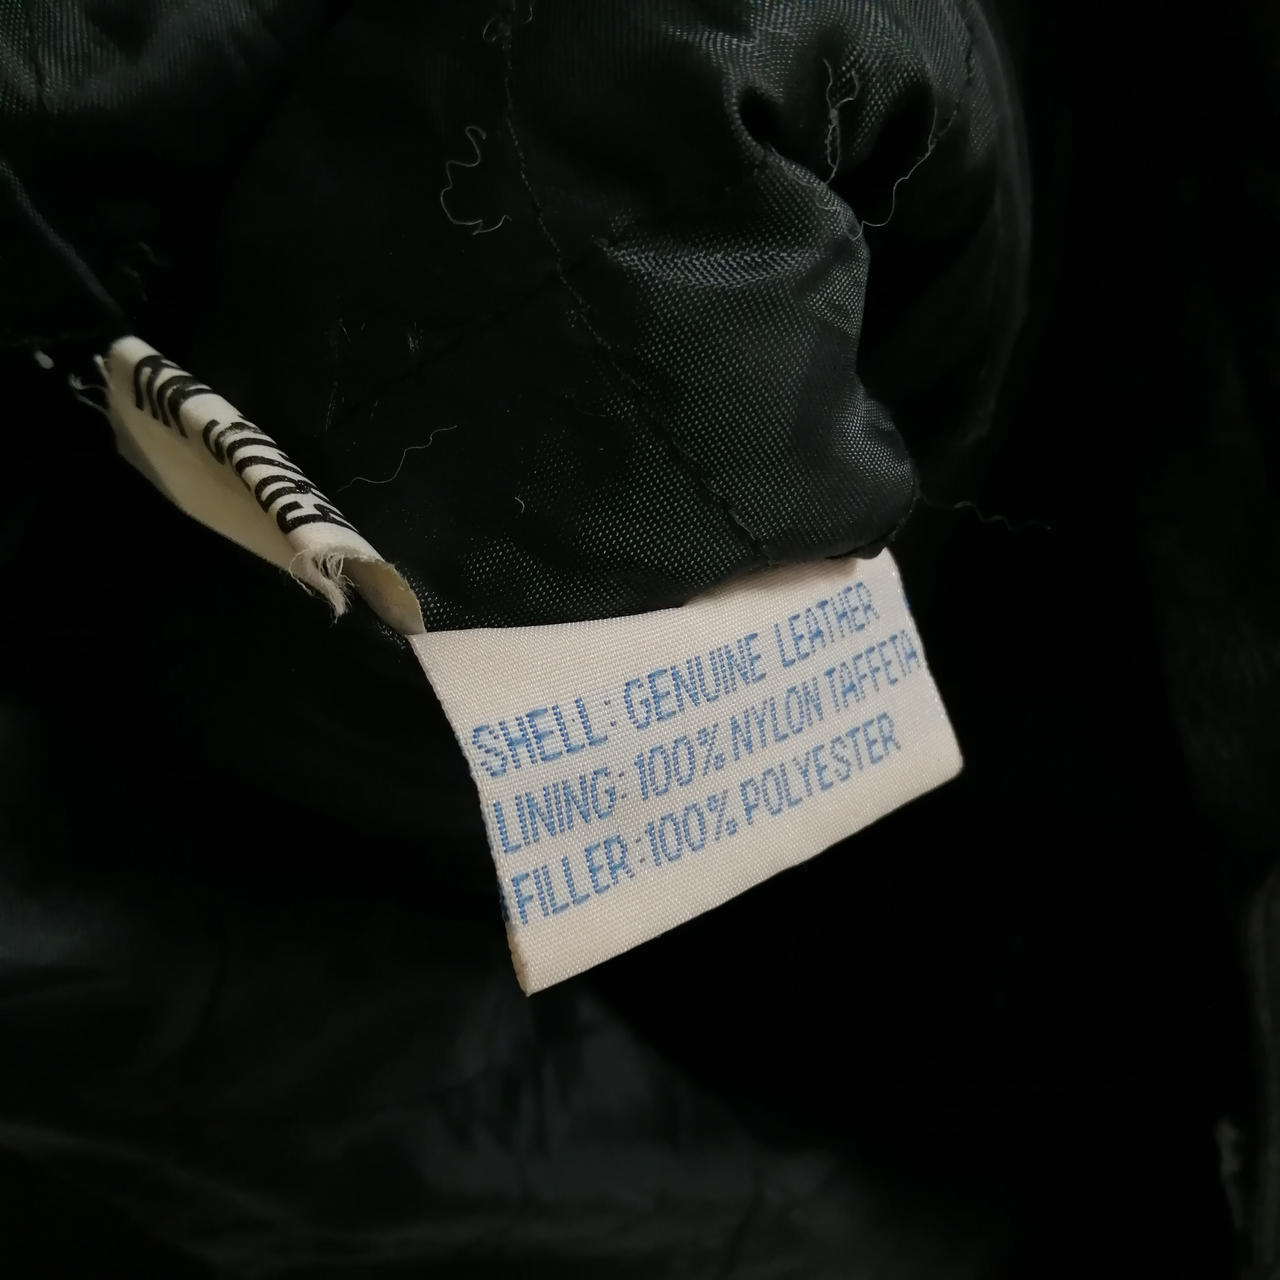 SHELL: GENUINE LEATHER
LINING: 100% NYLON TAFFETA
FILLER: 100% POLYESTER